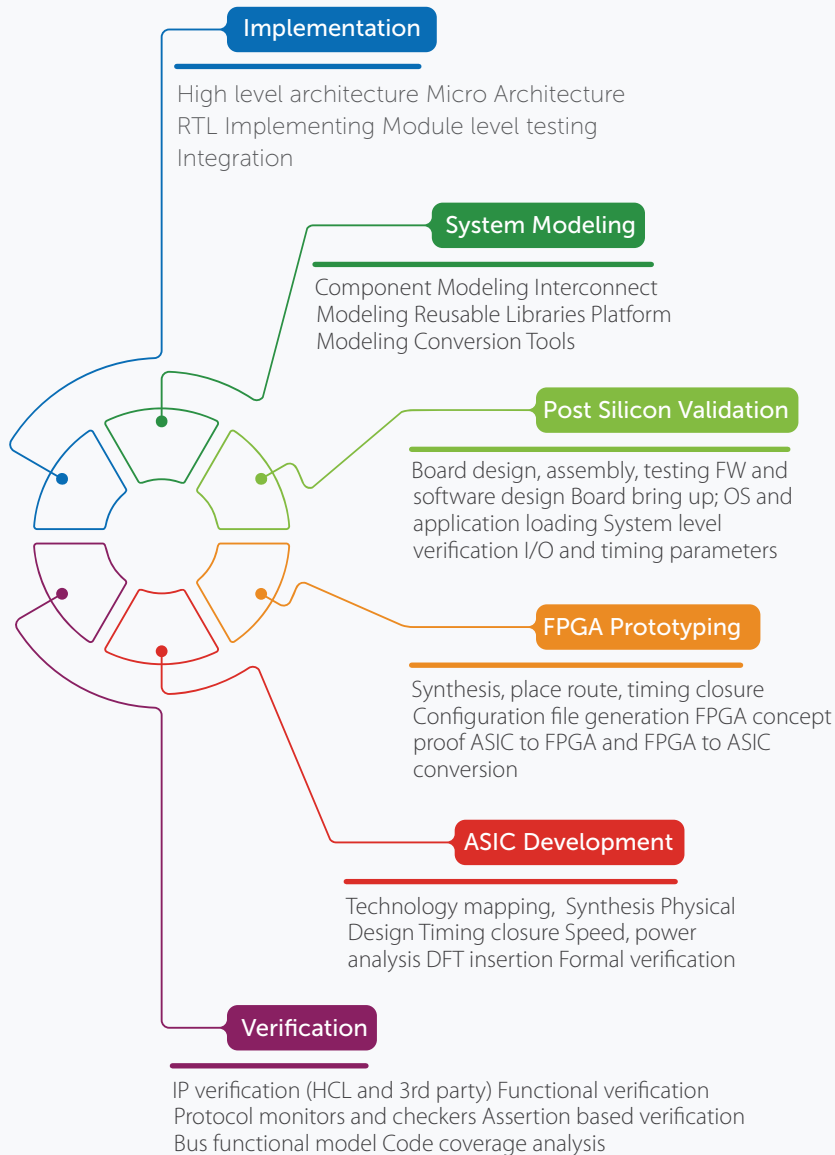 Implementation
High level architecture Micro Architecture
RTL Implementing Module level testing
Integration
System Modeling
Component Modeling Interconnect
Modeling Reusable Libraries Platform
Modeling Conversion Tools
Post Silicon Validation
Board design, assembly, testing FW and
software design Board bring up; OS and
application loading System level
verification I/O and timing parameters
FPGA Prototyping
Synthesis, place route, timing closure
Configuration file generation FPGA concept
proof ASIC to FPGA and FPGA to ASIC
conversion
ASIC Development
Technology mapping, Synthesis Physical
Design Timing closure Speed, power
analysis DFT insertion Formal verification
Verification
IP verification (HCL and 3rd party) Functional verification
Protocol monitors and checkers Assertion based verification
Bus functional model Code coverage analysis